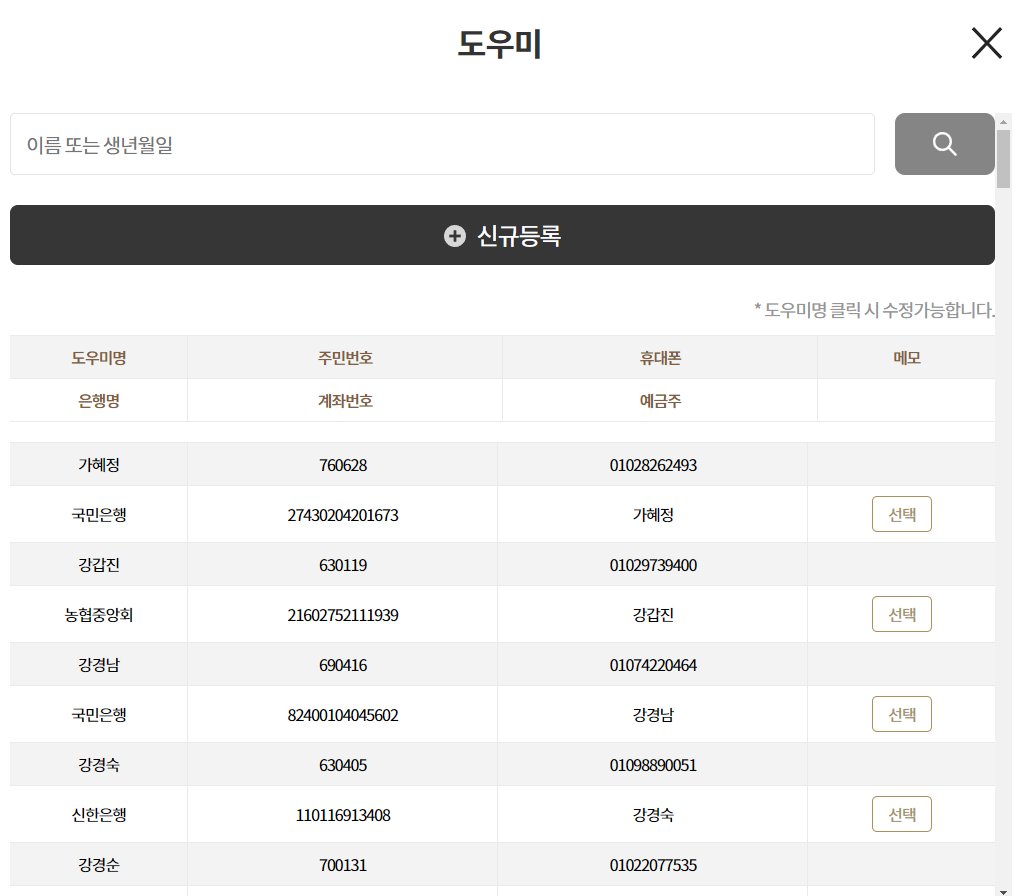 도우미
이름 또는 생년월일
신규등록
* 도우미명 클릭 시 수정가능합니다.
도우미명 주민번호 휴대폰 메모
은행명 계좌번호 예금주
가혜정 760628 01028262493
국민은행 27430204201673 가혜정 선택
강갑진 630119 01029739400
농협중앙회 21602752111939 강갑진 선택
강경남 690416 01074220464
국민은행 82400104045602 강경남 선택
강경숙 630405 01098890051
신한은행 110116913408 강경숙 선택
강경순 700131 01022077535